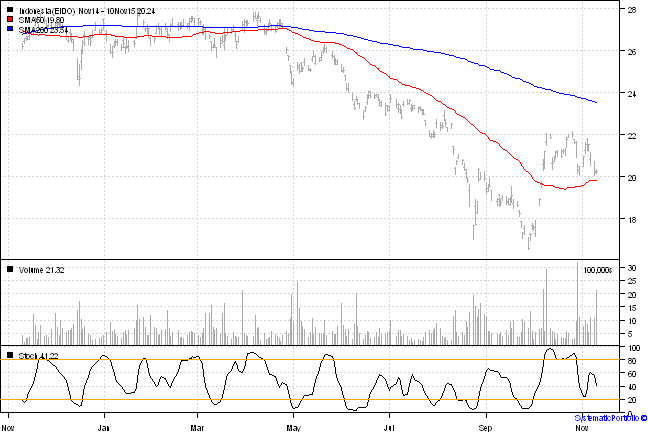 Indonesia(EIDO) Nov14 - 10Nov15 20.24
SMA50 19.80
SMA200 23.54
28
26
24
22
20
18
Volume 21.32
100,000s
30
25
20
15
10
5
Stoch 41.22
100
80
60
40
20
0
Nov Jan Mar May Jul Sep Nov
SystematicPortfolio ©